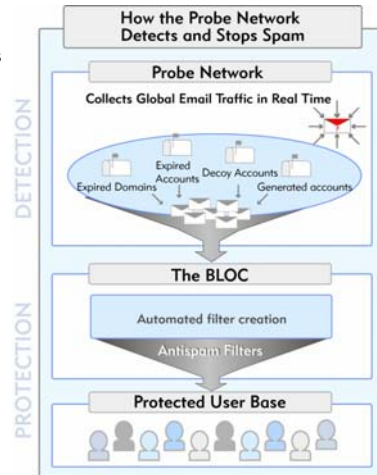 How the Probe Network
Detects and Stops Spam
s
Probe Network
Collects Global Email Traffic in Real Time
DETECTION
Expired
Accounts
Decoy Accounts
Expired Domains
Generated accounts
The BLOC
PROTECTION
Automated filter creation
Antispam Filters
Protected User Base